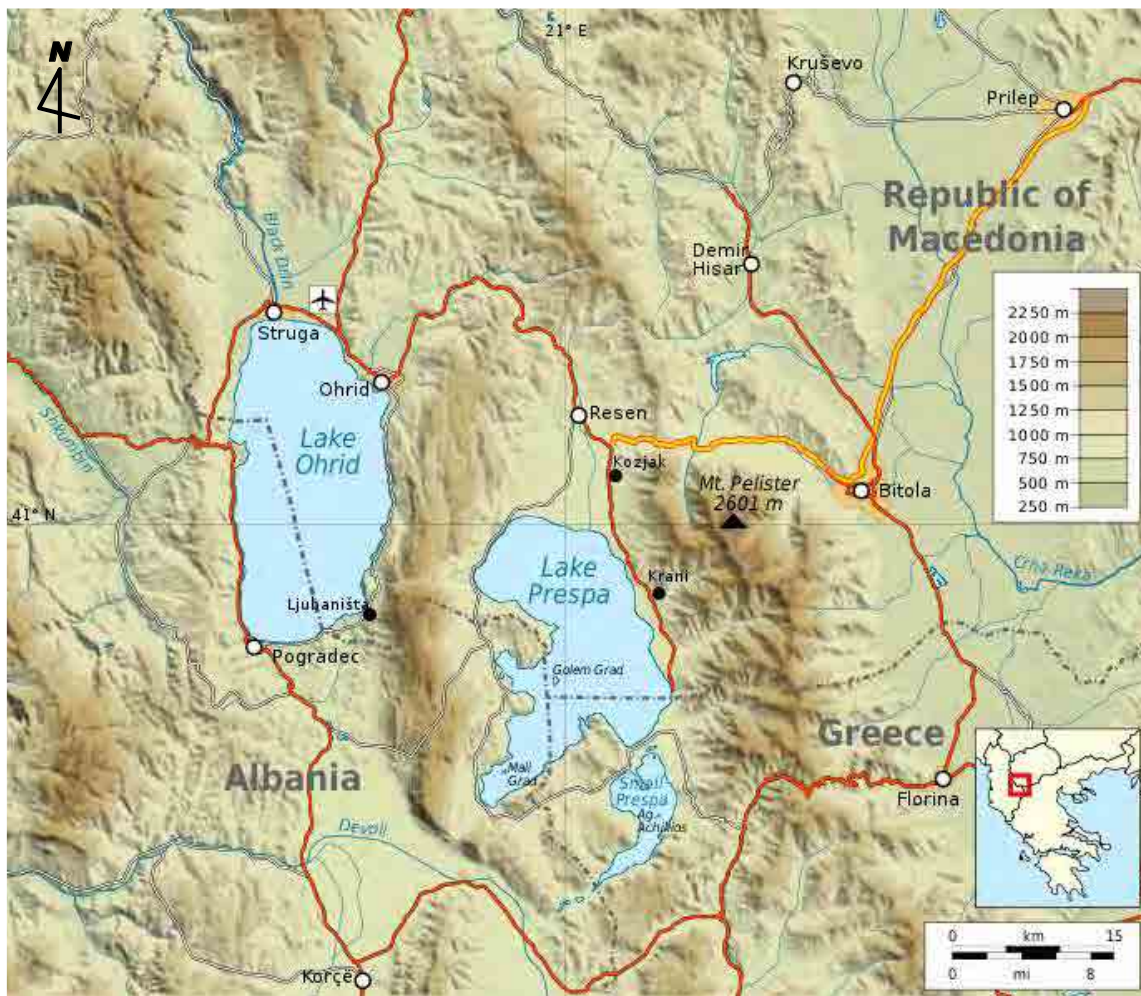 N
21° E
Kruševo
Prilep
Republic of
Macedonia
Black Drin
Demir
Hisar
2250 m
2000 m
1750 m
1500 m
1250 m
1000 m
750 m
500 m
250 m
Struga
Ohrid
Resen
Lake
Ohrid
Shkumbin
Kozjak
Mt. Pelister
2601 m
Bitola
41° N
Lake
Prespa
Krani
Crna Reka
Ljubaništa
Pogradec
Golem Grad
Greece
Albania
Mali
Grad
Small
Prespa
Ag.
Achillios
Florina
Devoll
Korçë
0 km 15
0 mi 8